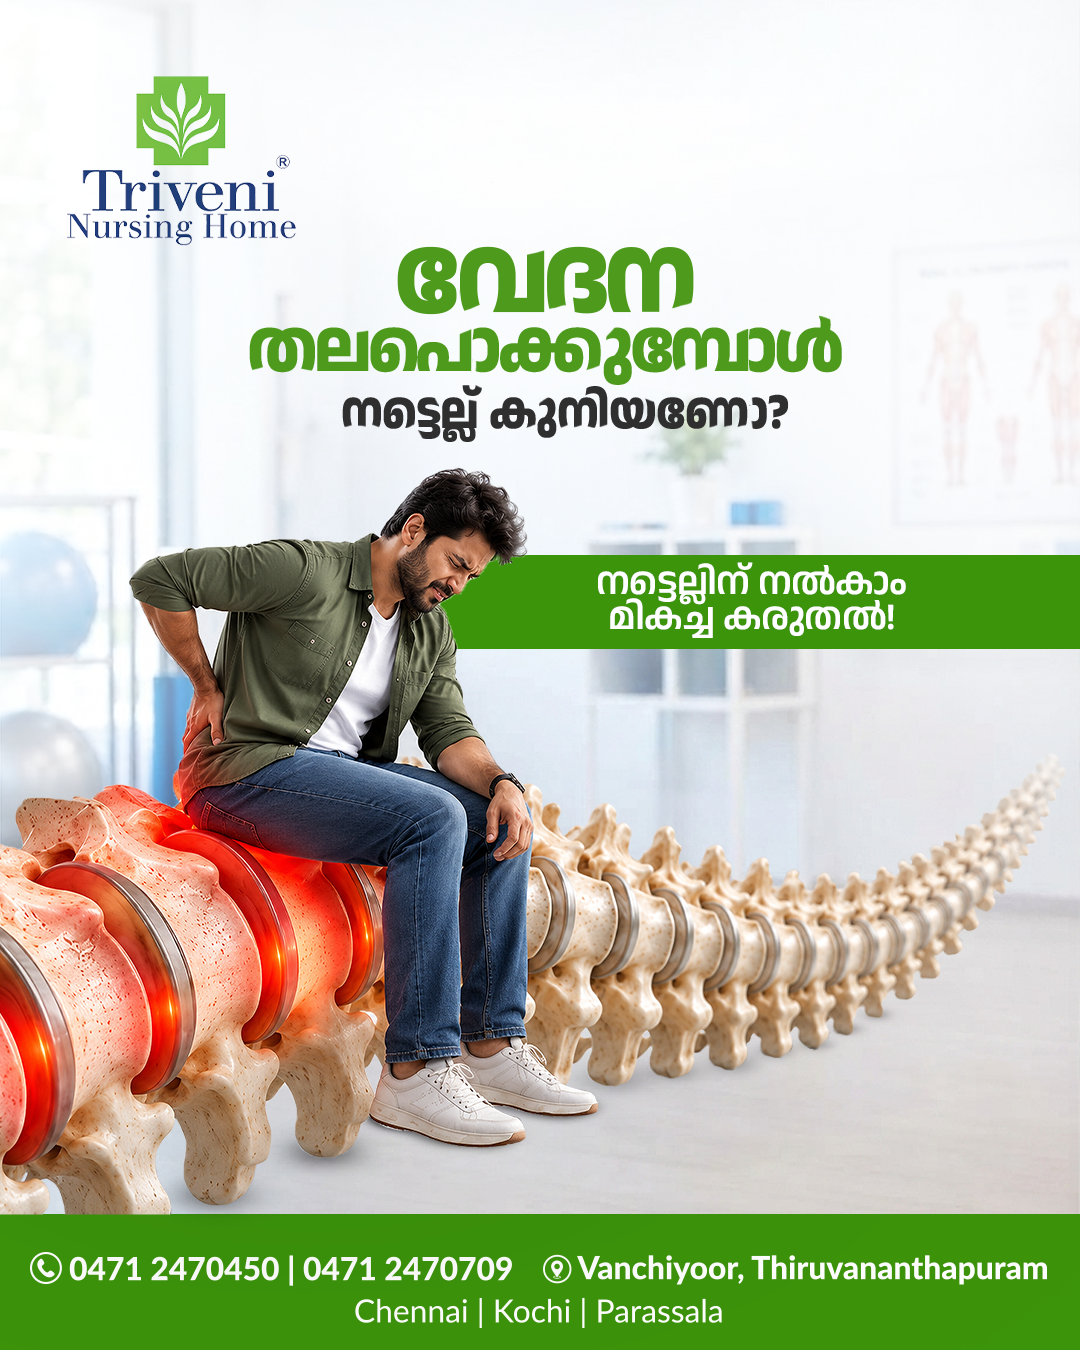 Triveni®
Nursing Home
വേദന
തലപൊക്കുമ്പോൾ
നട്ടെല്ല് കുനിയണോ?
നട്ടെല്ലിന് നൽകാം
മികച്ച കരുതൽ!
0471 2470450 | 0471 2470709 Vanchiyoor, Thiruvananthapuram
Chennai | Kochi | Parassala